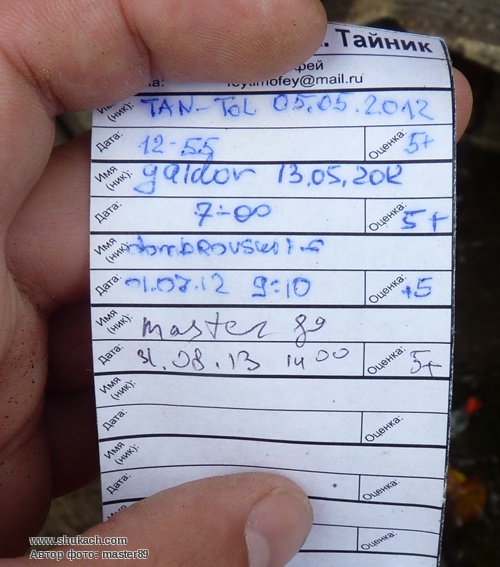 . Тайник
фей
ка: feytimofey@mail.ru
Имя (ник): TAN-TOL 05.05.2012
Дата: 12-55 Оценка: 5+
Имя (ник): galdor 13.05.2012
Дата: 7-00 Оценка: 5+
Имя (ник):
Дата: 01.07.12 9:10 Оценка: +5
Имя (ник): master 89
Дата: 31.08.13 14 00 Оценка: 5+
Имя (ник):
Дата: Оценка:
Имя (ник):
Дата: Оценка:
www.shukach.com
Автор фото: master89